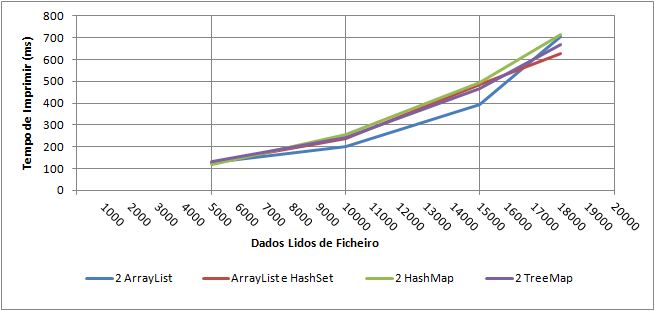 800
700
600
500
400
300
200
100
0
Tempo de Imprimir (ms)
1000 2000 3000 4000 5000 6000 7000 8000 9000 10000 11000 12000 13000 14000 15000 16000 17000 18000 19000 20000
Dados Lidos de Ficheiro
2 ArrayList ArrayList e HashSet 2 HashMap 2 TreeMap